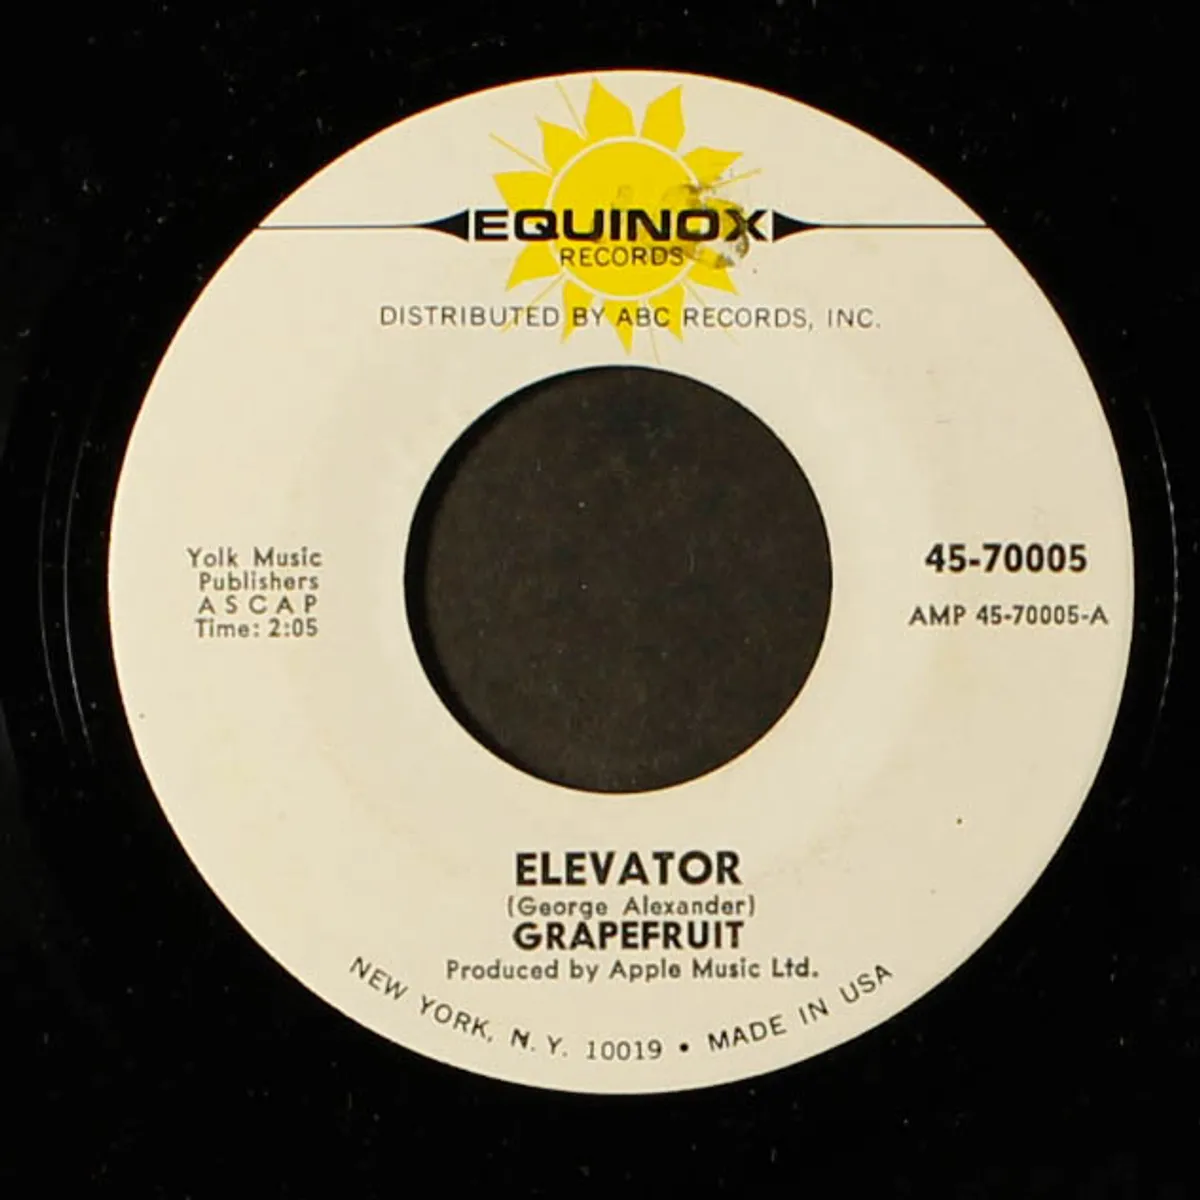 EQUINOX
RECORDS
DISTRIBUTED BY ABC RECORDS, INC.
Yolk Music
Publishers
ASCAP
Time: 2:05
45-70005
AMP 45-70005-A
ELEVATOR
(George Alexander)
GRAPEFRUIT
Produced by Apple Music Ltd.
NEW YORK, N.Y. 10019 • MADE IN USA